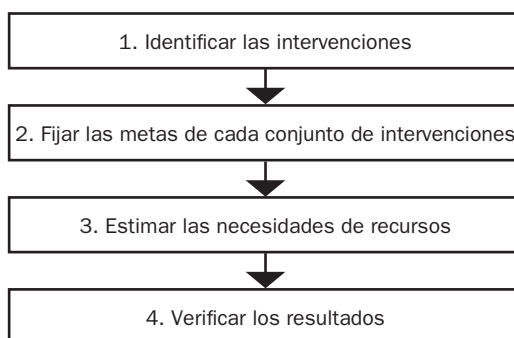 1. Identificar las intervenciones
2. Fijar las metas de cada conjunto de intervenciones
3. Estimar las necesidades de recursos
4. Verificar los resultados